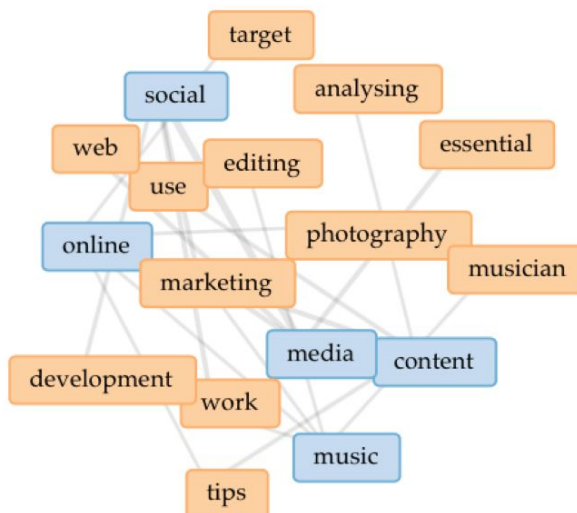 target
social
analysing
web
essential
editing
use
photography
online
musician
marketing
media
content
development
work
music
tips